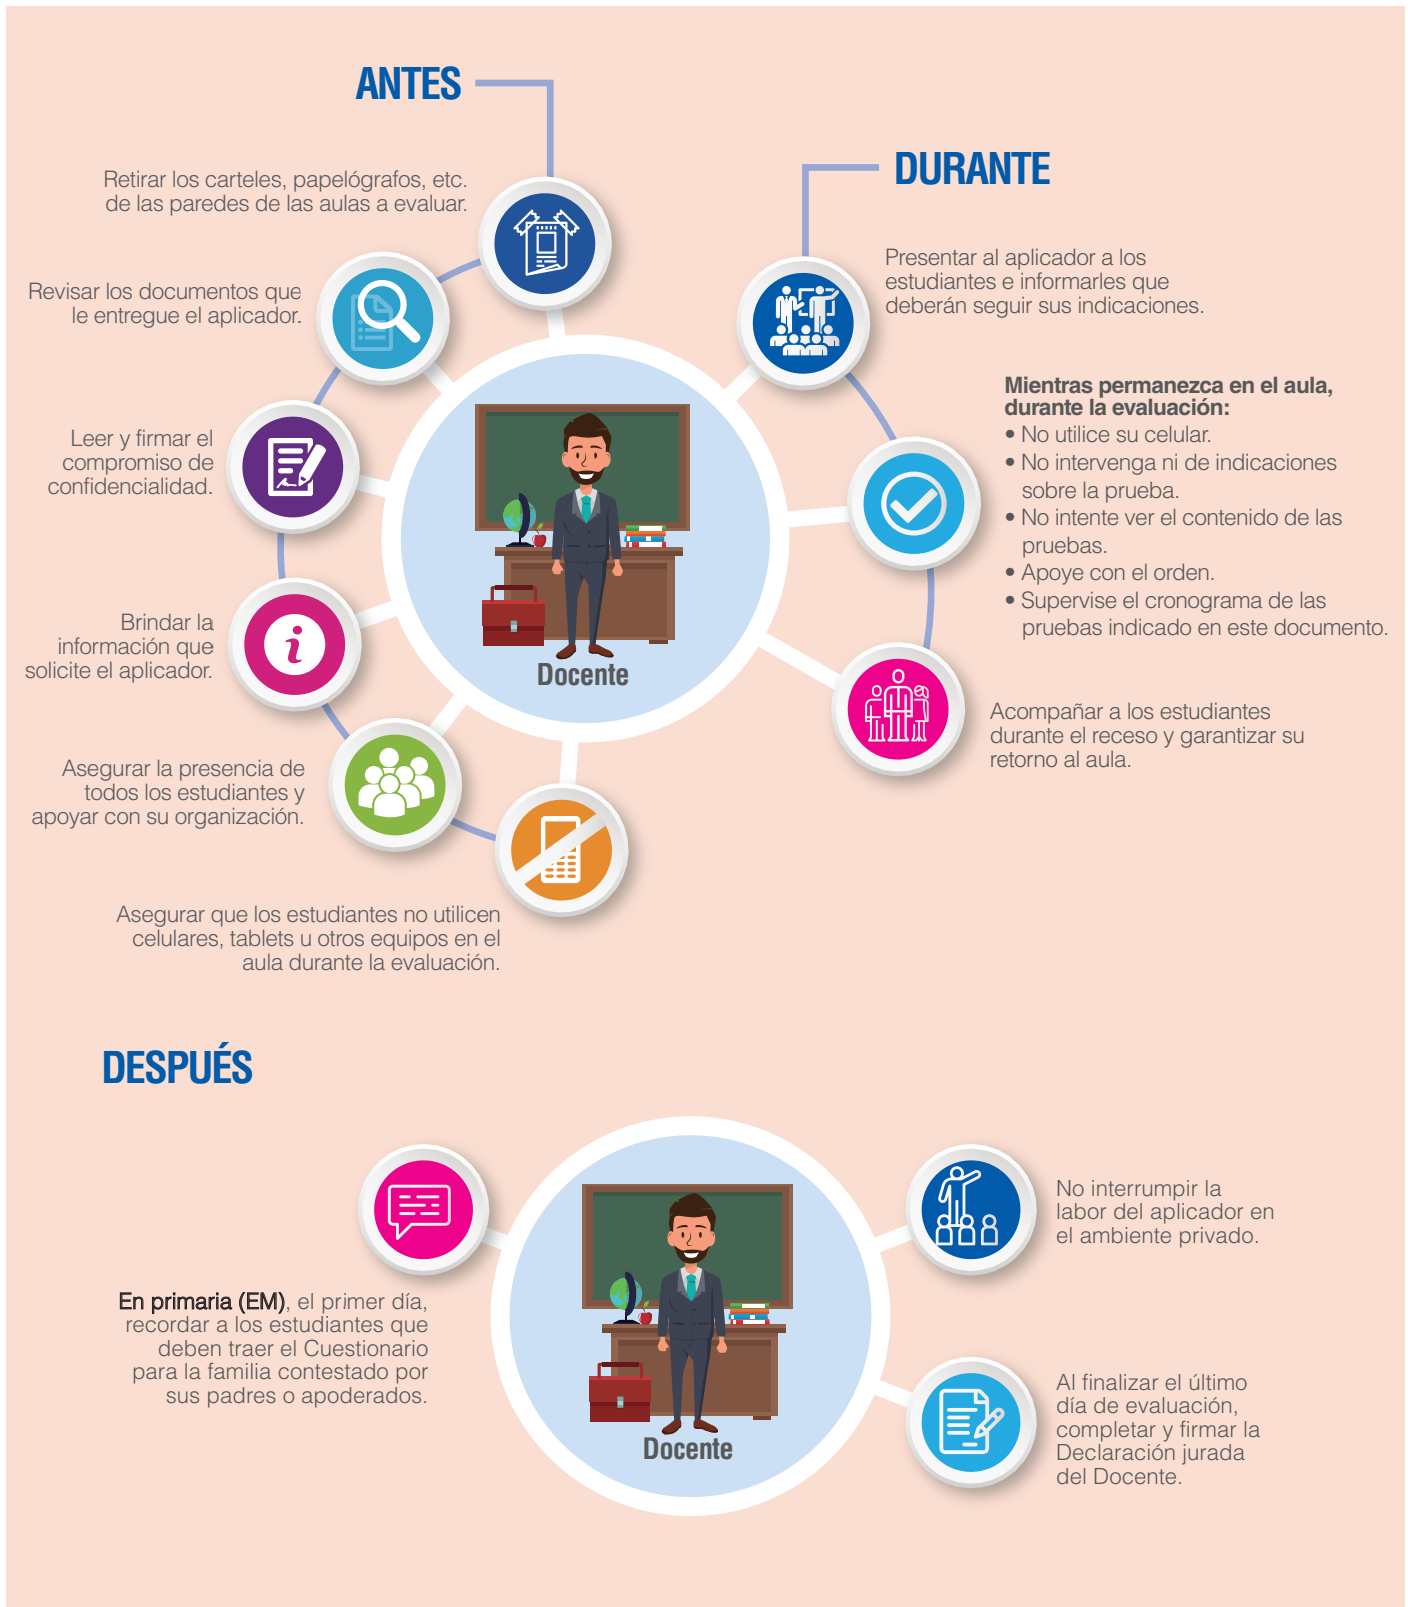 ANTES
Retirar los carteles, papelógrafos, etc.
de las paredes de las aulas a evaluar.
Revisar los documentos que
le entregue el aplicador.
Leer y firmar el
compromiso de
confidencialidad.
Brindar la
información que
solicite el aplicador.
Asegurar la presencia de
todos los estudiantes y
apoyar con su organización.
Asegurar que los estudiantes no utilicen
celulares, tablets u otros equipos en el
aula durante la evaluación.
i
Docente
DURANTE
Presentar al aplicador a los
estudiantes e informarles que
deberán seguir sus indicaciones.
Mientras permanezca en el aula,
durante la evaluación:
• No utilice su celular.
• No intervenga ni de indicaciones
sobre la prueba.
• No intente ver el contenido de las
pruebas.
• Apoye con el orden.
• Supervise el cronograma de las
pruebas indicado en este documento.
Acompañar a los estudiantes
durante el receso y garantizar su
retorno al aula.
DESPUÉS
En primaria (EM), el primer día,
recordar a los estudiantes que
deben traer el Cuestionario
para la familia contestado por
sus padres o apoderados.
Docente
No interrumpir la
labor del aplicador en
el ambiente privado.
Al finalizar el último
día de evaluación,
completar y firmar la
Declaración jurada
del Docente.